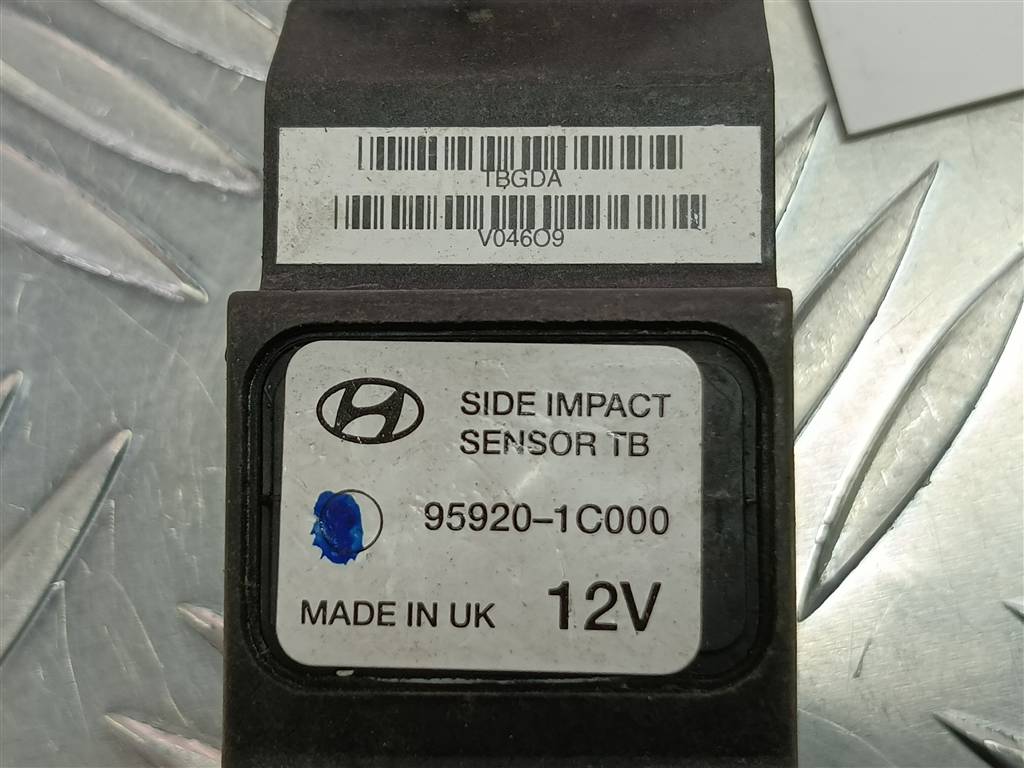 TBGDA
V046O9
SIDE IMPACT
SENSOR TB
95920-1C000
MADE IN UK 12V